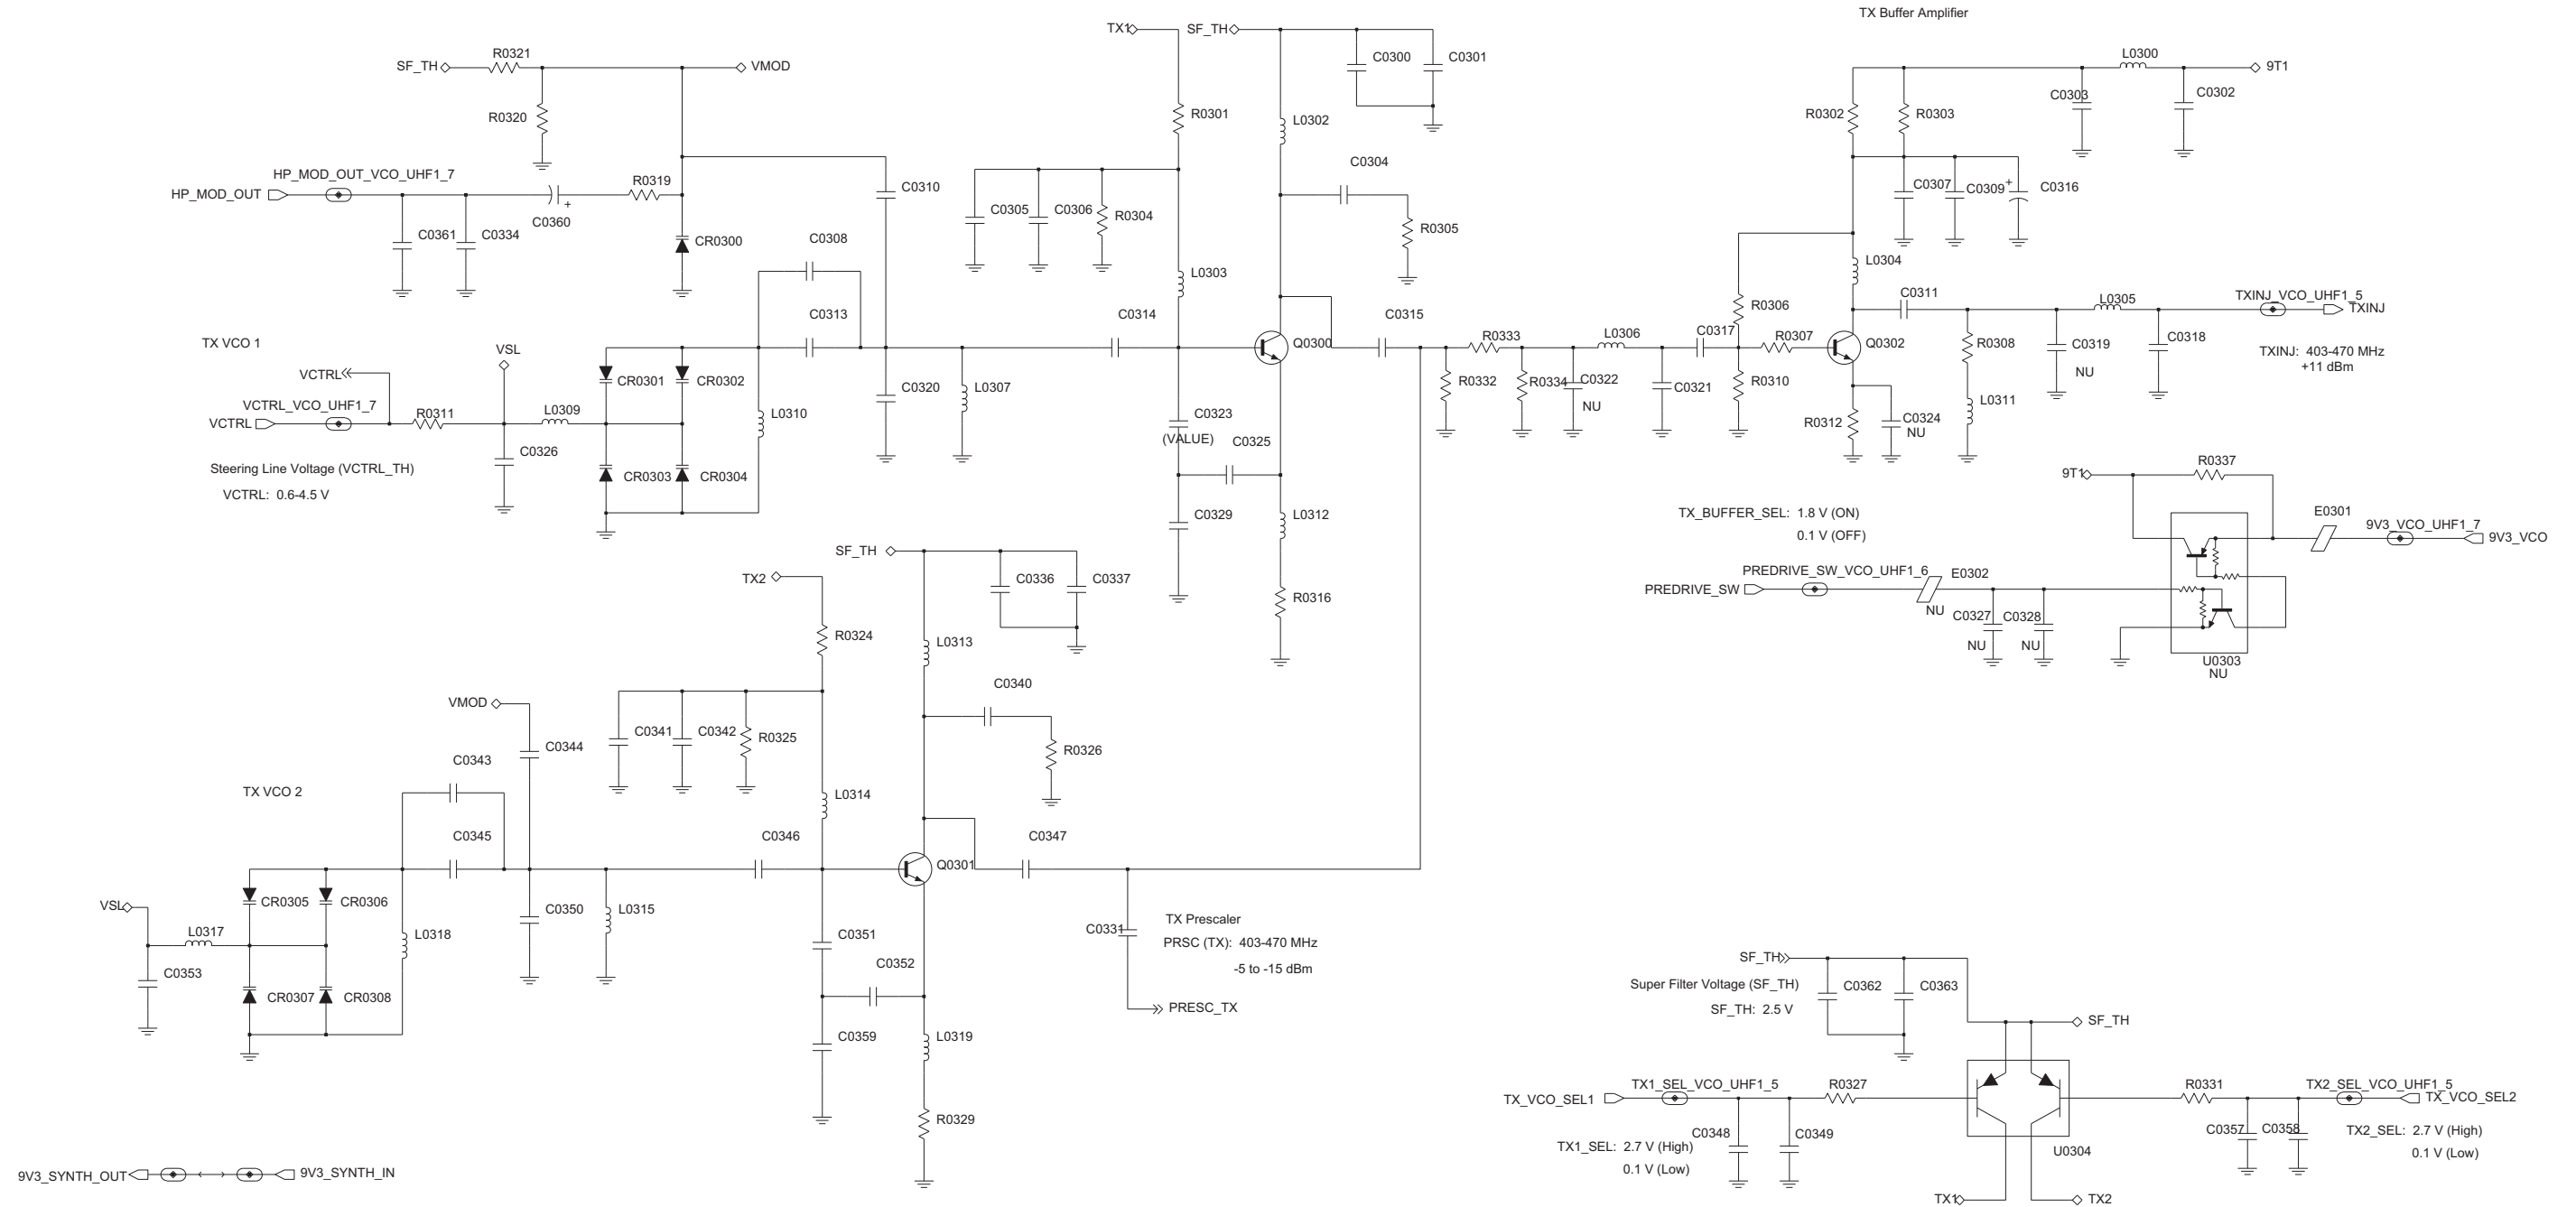 TX Buffer Amplifier
TX1
SF_TH
C0300
C0301
R0321
SF_TH
VMOD
L0300
9T1
C0303
C0302
R0320
R0301
L0302
R0302
R0303
HP_MOD_OUT_VCO_UHF1_7
HP_MOD_OUT
R0319
C0360
+
C0361
C0334
C0310
C0304
C0305
C0306
R0304
R0305
C0307
C0309
+
C0316
CR0300
C0308
L0303
L0304
C0313
C0314
C0315
R0306
C0311
L0305
TXINJ_VCO_UHF1_5
TXINJ
TX VCO 1
VSL
Q0300
R0333
L0306
C0317
R0307
Q0302
R0308
C0319
NU
C0318
TXINJ: 403-470 MHz
+11 dBm
VCTRL
CR0301
CR0302
C0320
L0307
R0332
R0334
C0322
NU
C0321
R0310
VCTRL_VCO_UHF1_7
VCTRL
R0311
L0309
L0310
C0323
(VALUE)
C0325
R0312
C0324
NU
L0311
C0326
Steering Line Voltage (VCTRL_TH)
VCTRL: 0.6-4.5 V
CR0303
CR0304
9T1
R0337
C0329
L0312
TX_BUFFER_SEL: 1.8 V (ON)
0.1 V (OFF)
E0301
9V3_VCO_UHF1_7
9V3_VCO
SF_TH
TX2
C0336
C0337
PREDRIVE_SW_VCO_UHF1_6
PREDRIVE_SW
E0302
NU
C0327
NU
C0328
NU
U0303
NU
R0316
R0324
L0313
VMOD
C0340
C0341
C0342
R0325
R0326
C0344
C0343
TX VCO 2
L0314
C0345
C0346
C0347
Q0301
VSL
CR0305
CR0306
C0350
L0315
L0317
L0318
C0351
C0331
TX Prescaler
PRSC (TX): 403-470 MHz
-5 to -15 dBm
C0353
C0352
CR0307
CR0308
PRESC_TX
SF_TH
Super Filter Voltage (SF_TH)
SF_TH: 2.5 V
C0362
C0363
SF_TH
C0359
L0319
TX1_SEL_VCO_UHF1_5
TX_VCO_SEL1
R0327
R0331
TX2_SEL_VCO_UHF1_5
TX_VCO_SEL2
R0329
C0348
C0349
C0357
C0358
TX1_SEL: 2.7 V (High)
0.1 V (Low)
U0304
TX2_SEL: 2.7 V (High)
0.1 V (Low)
9V3_SYNTH_OUT
9V3_SYNTH_IN
TX1
TX2